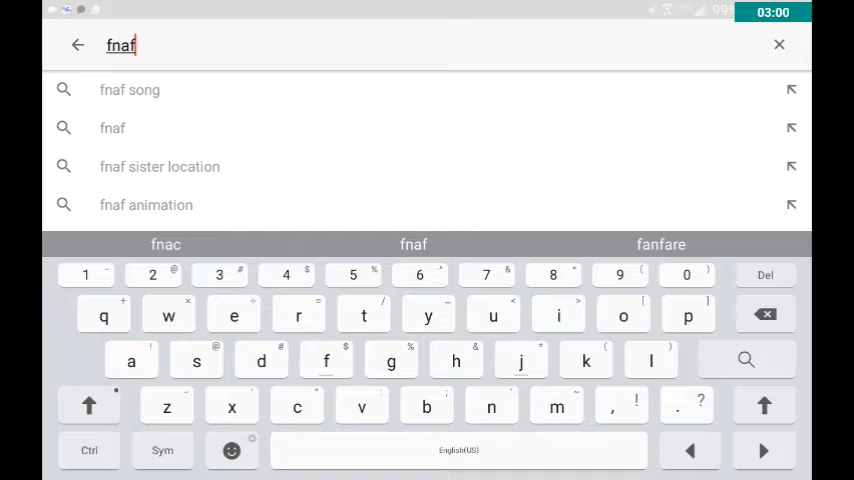 99% 03:00
fnaf
fnaf song
fnaf
fnaf sister location
fnaf animation
fnac fnaf fanfare
1 2 @ 3 # 4 $ 5 % 6 ^ 7 & 8 * 9 ( 0 ) Del
q + w × e ÷ r = t / y _ u < i > o [ p ]
a ! s @ d # f $ g % h & j * k ( l )
z - x ' c " v : b ; n m , ! . ?
Ctrl Sym English(US)